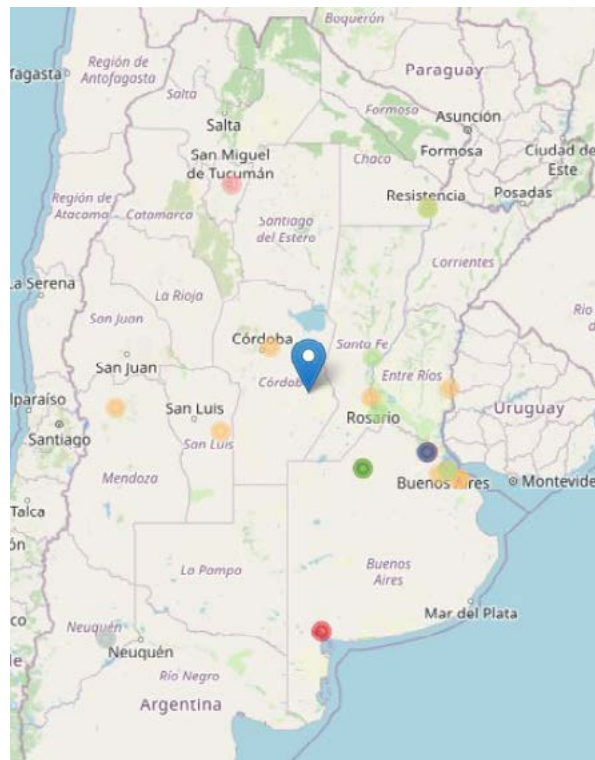 Boquerón
Región de
Antofagasta
fagasta
Paraguay
Salta
Formosa
Asunción
Salta
San Miguel
de Tucumán
Chaco
Formosa
Ciudad de
Este
Región de
Atacama
Catamarca
Resistencia
Posadas
Santiago
del Estero
Corrientes
La Serena
La Rioja
Rio
San Juan
Córdoba
Santa Fe
San Juan
Córdoba
Entre Ríos
lparaíso
San Luis
Rosario
Uruguay
Santiago
San Luis
Mendoza
Buenos Aires
Montevide
Talca
ón
La Pampa
Buenos
Aires
Mar del Plata
co
Neuquén
le
Neuquén
Río Negro
Argentina